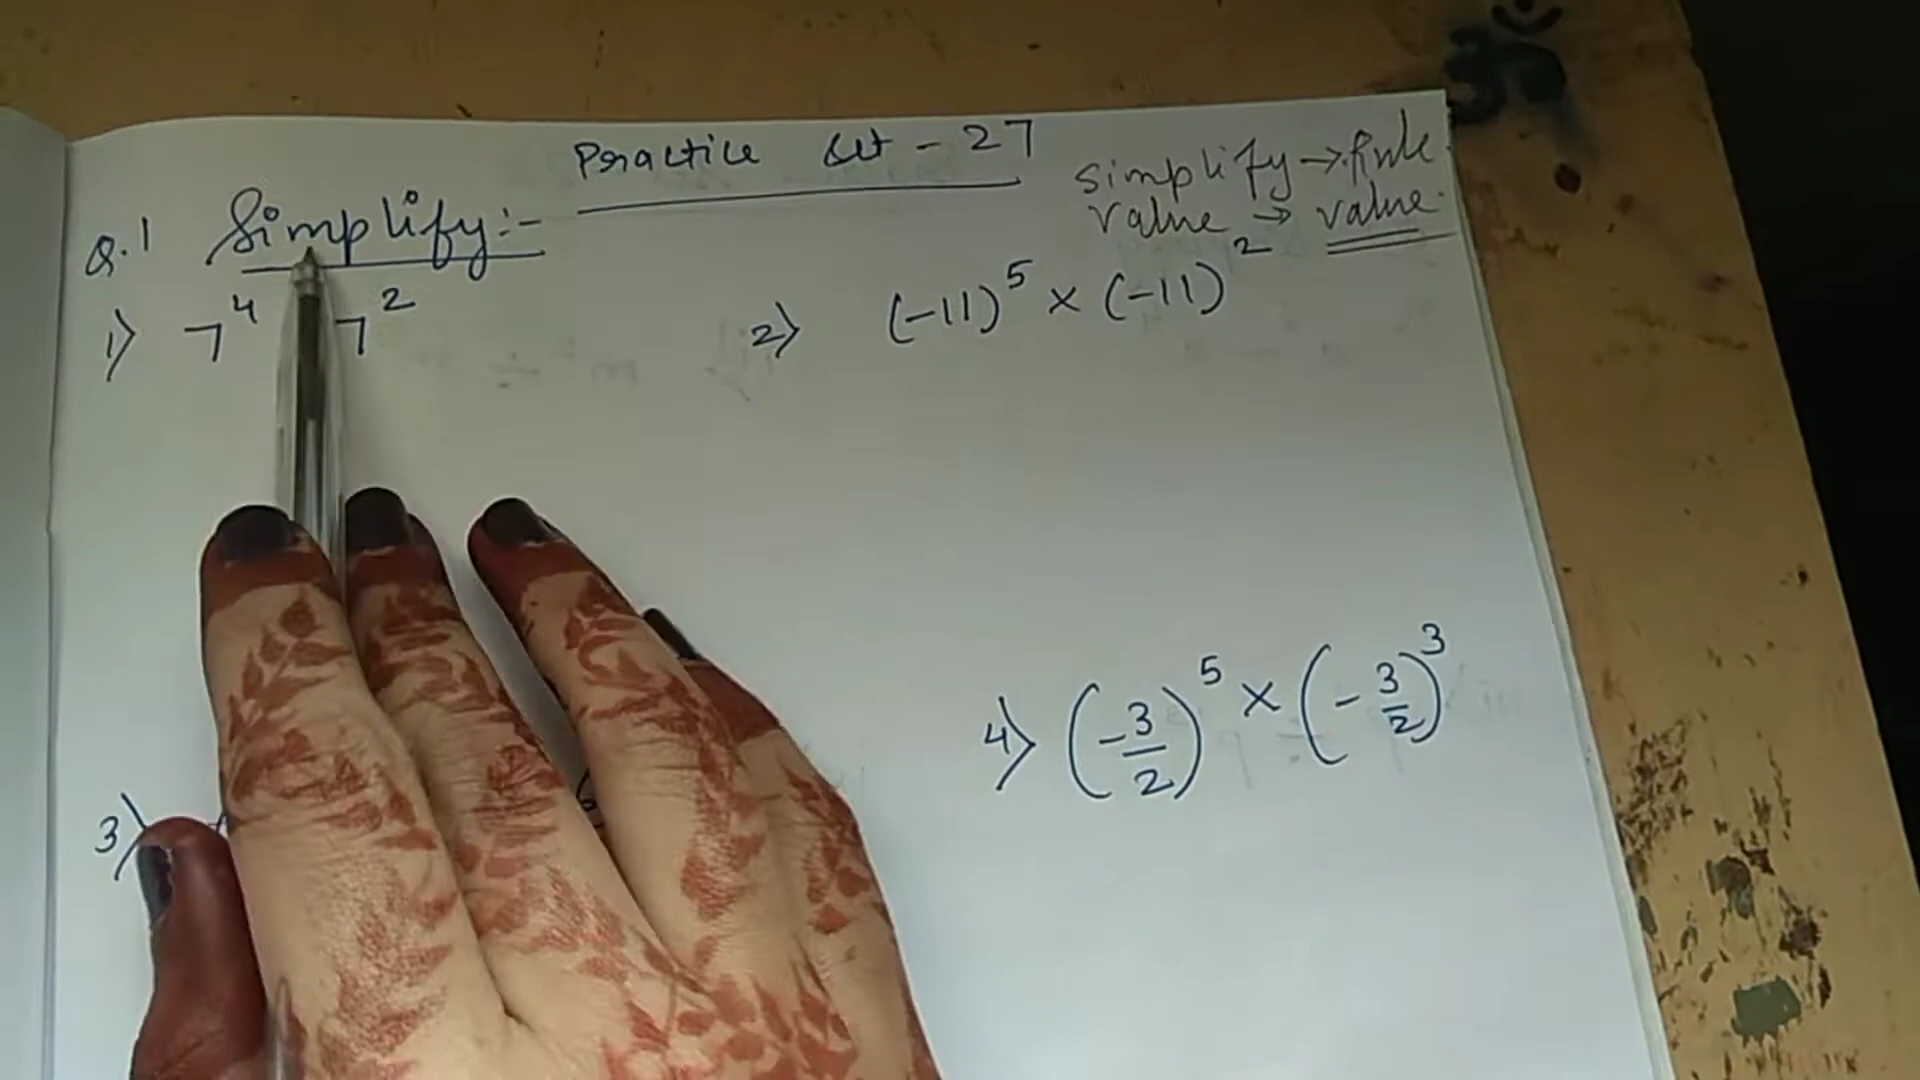 Practice Set - 27
Simplify → Rule
Value → value.
Q.1 Simplify :-
1) 7⁴ 7²
2) (-11)⁵ × (-11)²
3)
4) (-3/2)⁵ × (-3/2)³
ॐ